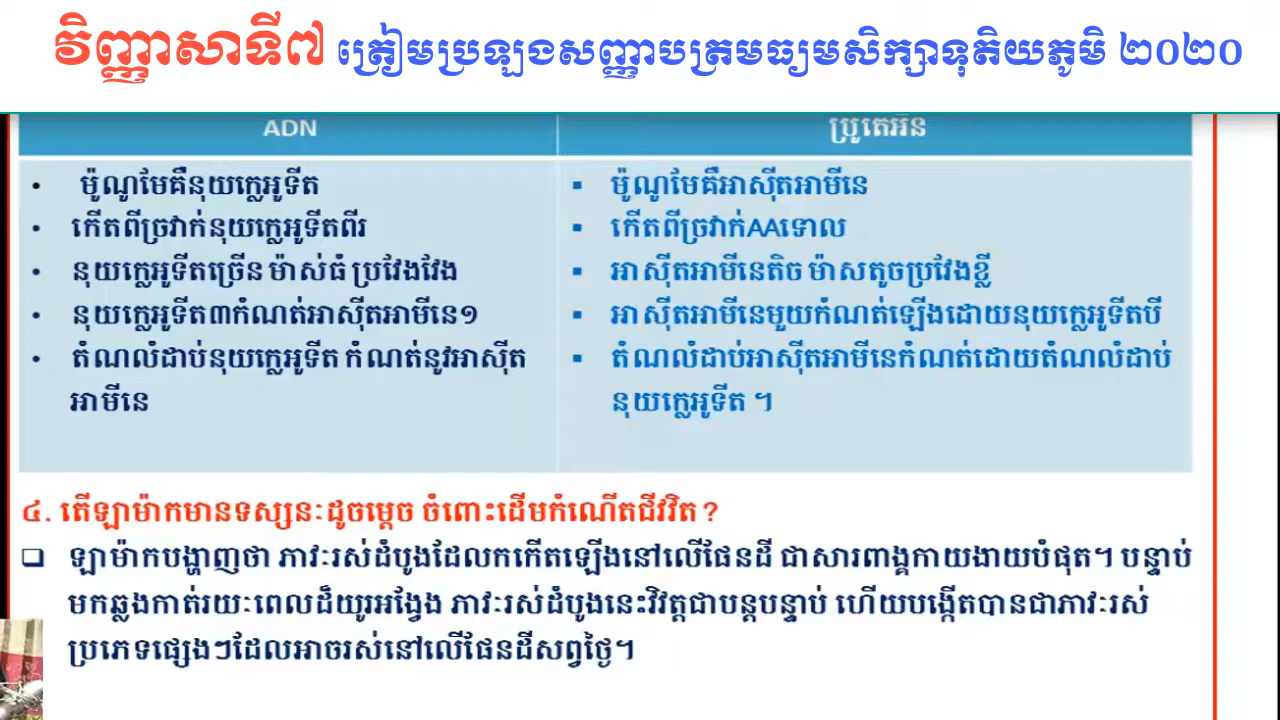 វិញ្ញាសាទី៧ ត្រៀមប្រឡងសញ្ញាបត្រមធ្យមសិក្សាទុតិយភូមិ ២០២០
ADN
ប្រូតេអ៊ីន
• ម៉ូណូមែគឺនុយក្លេអូទីត
• កើតពីច្រវាក់នុយក្លេអូទីតពីរ
• នុយក្លេអូទីតច្រើន ម៉ាស់ធំ ប្រវែងវែង
• នុយក្លេអូទីត៣កំណត់អាស៊ីតអាមីនេ១
• តំណលំដាប់នុយក្លេអូទីត កំណត់នូវអាស៊ីត
អាមីនេ
▪ ម៉ូណូមែគឺអាស៊ីតអាមីនេ
▪ កើតពីច្រវាក់AAទោល
▪ អាស៊ីតអាមីនេតិច ម៉ាសតូចប្រវែងខ្លី
▪ អាស៊ីតអាមីនេមួយកំណត់ឡើងដោយនុយក្លេអូទីតបី
▪ តំណលំដាប់អាស៊ីតអាមីនេកំណត់ដោយតំណលំដាប់
នុយក្លេអូទីត ។
៤. តើឡាម៉ាកមានទស្សនៈដូចម្តេច ចំពោះដើមកំណើតជីវវិត?
❑ ឡាម៉ាកបង្ហាញថា ភាវៈរស់ដំបូងដែលកកើតឡើងនៅលើផែនដី ជាសារពាង្គកាយងាយបំផុត។ បន្ទាប់
មកឆ្លងកាត់រយៈពេលដ៏យូរអង្វែង ភាវៈរស់ដំបូងនេះវិវត្តជាបន្តបន្ទាប់ ហើយបង្កើតបានជាភាវៈរស់
ប្រភេទផ្សេងៗដែលអាចរស់នៅលើផែនដីសព្វថ្ងៃ។